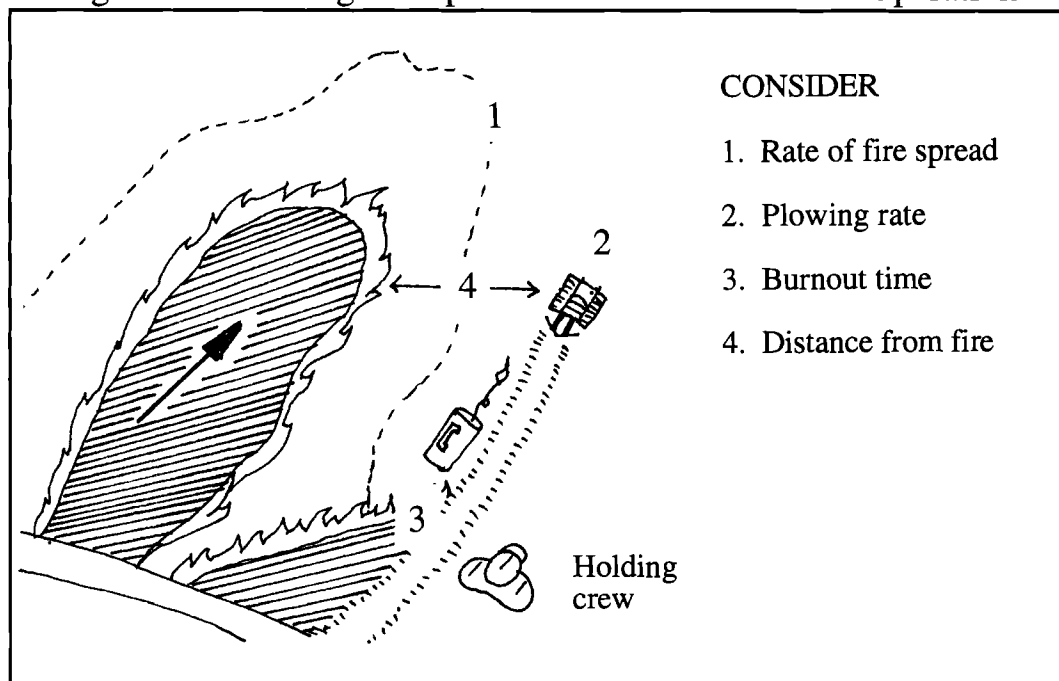 CONSIDER
1. Rate of fire spread
2. Plowing rate
3. Burnout time
4. Distance from fire
1
2
4
3
Holding
crew